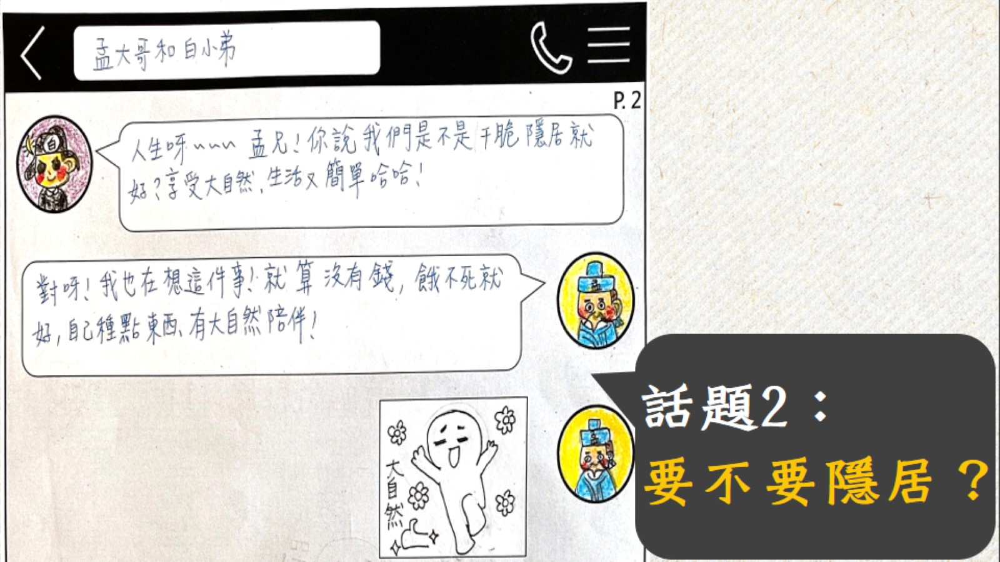 孟大哥和白小弟
P. 2
白
人生呀~~~ 孟兄!你說我們是不是干脆隱居就
好?享受大自然,生活又簡單哈哈!
對呀!我也在想這件事!就算沒有錢,餓不死就
好,自己種點東西、有大自然陪伴!
孟
大自然
孟
話題2:
要不要隱居?